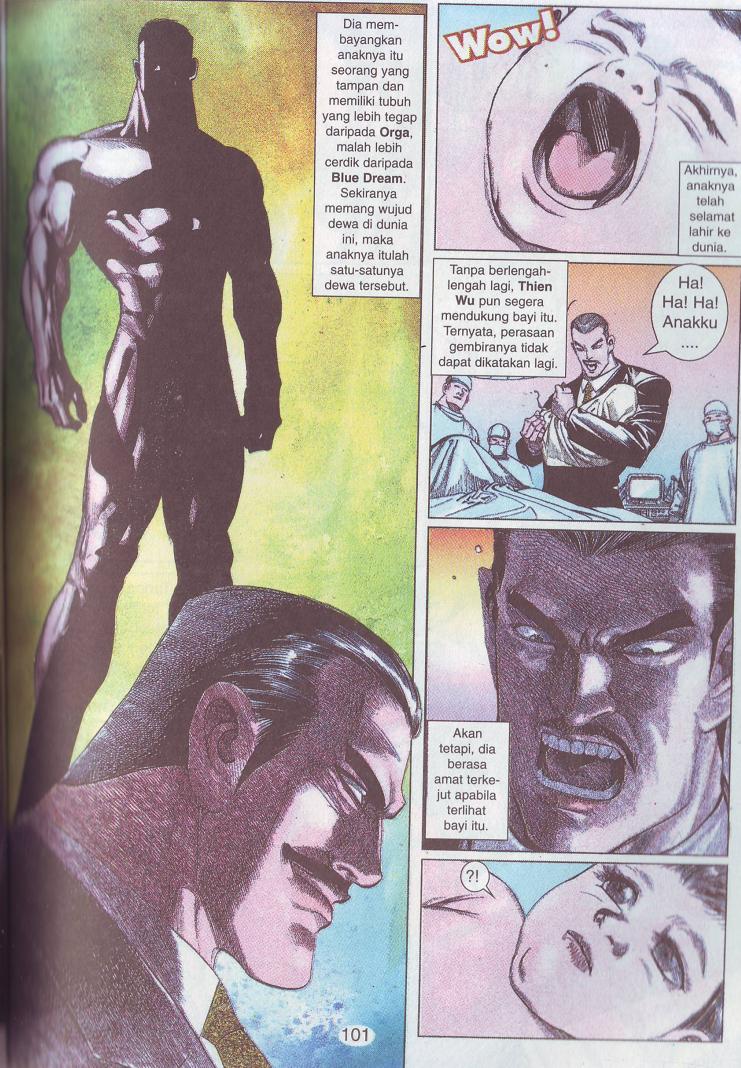 Dia mem-
bayangkan
anaknya itu
seorang yang
tampan dan
memiliki tubuh
yang lebih tegap
daripada Orga,
malah lebih
cerdik daripada
Blue Dream.
Sekiranya
memang wujud
dewa di dunia
ini, maka
anaknya itulah
satu-satunya
dewa tersebut.
Wow!
Akhirnya,
anaknya
telah
selamat
lahir ke
dunia.
Tanpa berlengah-
lengah lagi, Thien
Wu pun segera
mendukung bayi itu.
Ternyata, perasaan
gembiranya tidak
dapat dikatakan lagi.
Ha!
Ha! Ha!
Anakku
....
Akan
tetapi, dia
berasa
amat terke-
jut apabila
terlihat
bayi itu.
?!
101